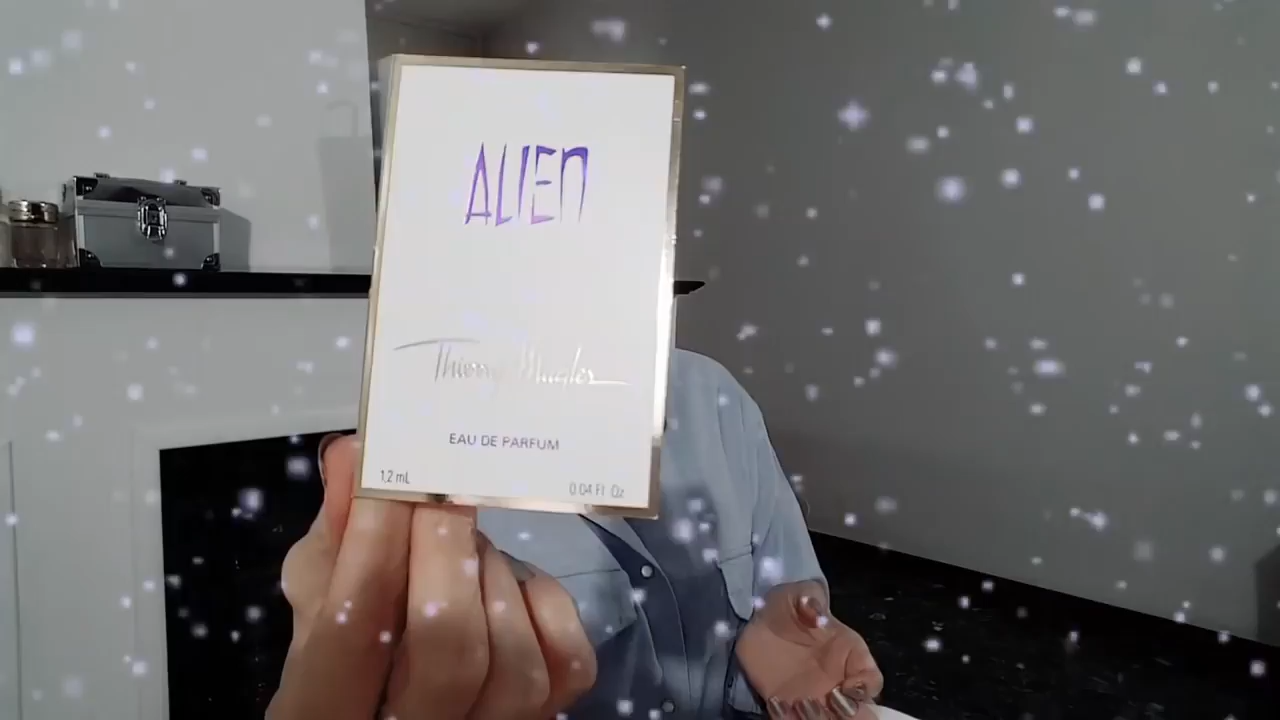 ALIEN
Thierry Mugler
EAU DE PARFUM
1,2 mL
0.04 Fl Oz